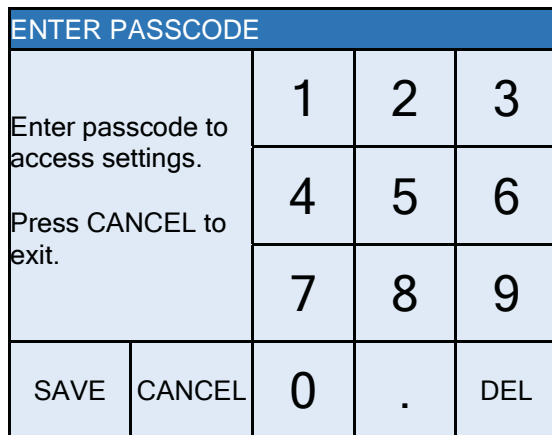 ENTER PASSCODE
Enter passcode to
access settings.
Press CANCEL to
exit.
1 2 3
4 5 6
7 8 9
SAVE CANCEL 0 . DEL